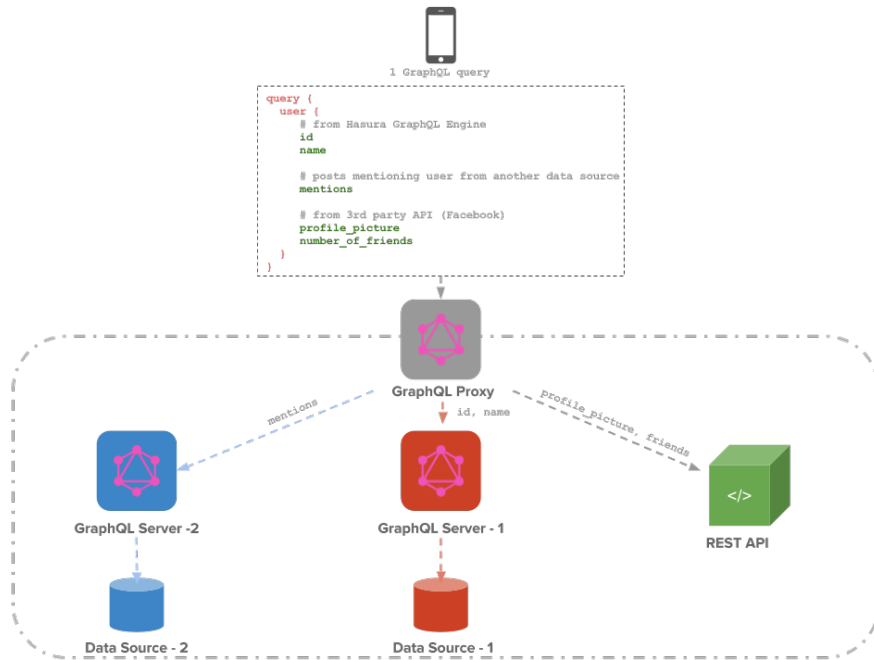 1 GraphQL query
query {
user {
# from Hasura GraphQL Engine
id
name
# posts mentioning user from another data source
mentions
# from 3rd party API (Facebook)
profile_picture
number_of_friends
}
}
GraphQL Proxy
mentions
id, name
profile_picture, friends
</>
GraphQL Server -2
GraphQL Server - 1
REST API
Data Source - 2
Data Source - 1